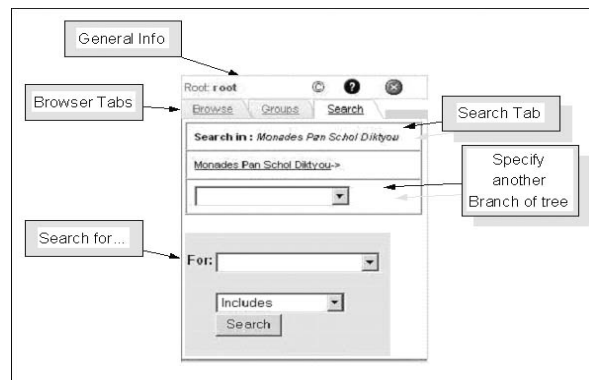 General Info
Root: root © ?
Browser Tabs
Browse Groups Search
Search Tab
Search in : Monades Pan Schol Diktyou
Monades Pan Schol Diktyou->
Specify
another
Branch of tree
Search for...
For:
Includes
Search